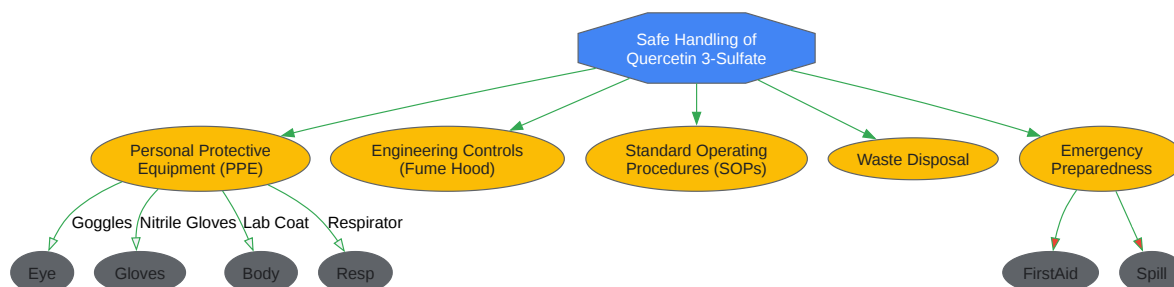 Safe Handling of
Quercetin 3-Sulfate
Personal Protective
Equipment (PPE)
Engineering Controls
(Fume Hood)
Standard Operating
Procedures (SOPs)
Waste Disposal
Emergency
Preparedness
Goggles
Nitrile Gloves
Lab Coat
Respirator
Eye
Gloves
Body
Resp
FirstAid
Spill